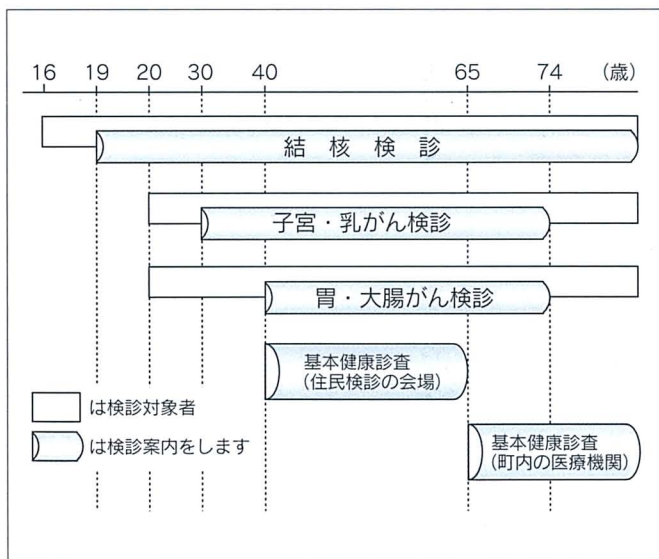 16 19 20 30 40 65 74 (歳)
結核検診
子宮・乳がん検診
胃・大腸がん検診
基本健康診査
(住民検診の会場)
は検診対象者
は検診案内をします
基本健康診査
(町内の医療機関)